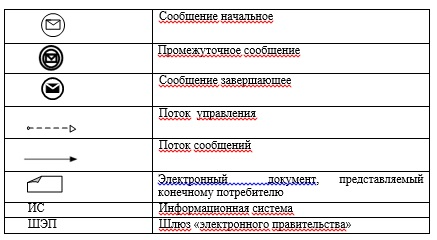 Сообщение начальное
Промежуточное сообщение
Сообщение завершающее
Поток управления
Поток сообщений
Электронный документ, представляемый
конечному потребителю
ИС Информационная система
ШЭП Шлюз «электронного правительства»